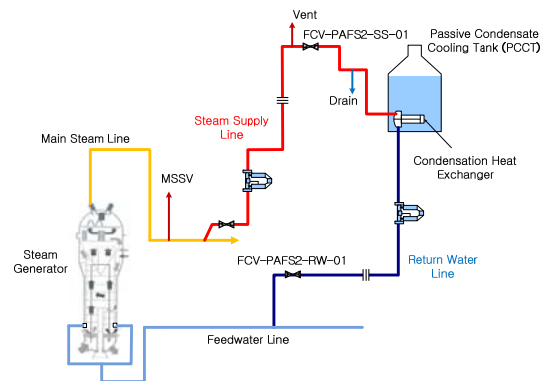 Vent
FCV-PAFS2-SS-01
Passive Condensate
Cooling Tank (PCCT)
Drain
Steam Supply
Line
Main Steam Line
MSSV
Condensation Heat
Exchanger
Steam
Generator
FCV-PAFS2-RW-01
Return Water
Line
Feedwater Line